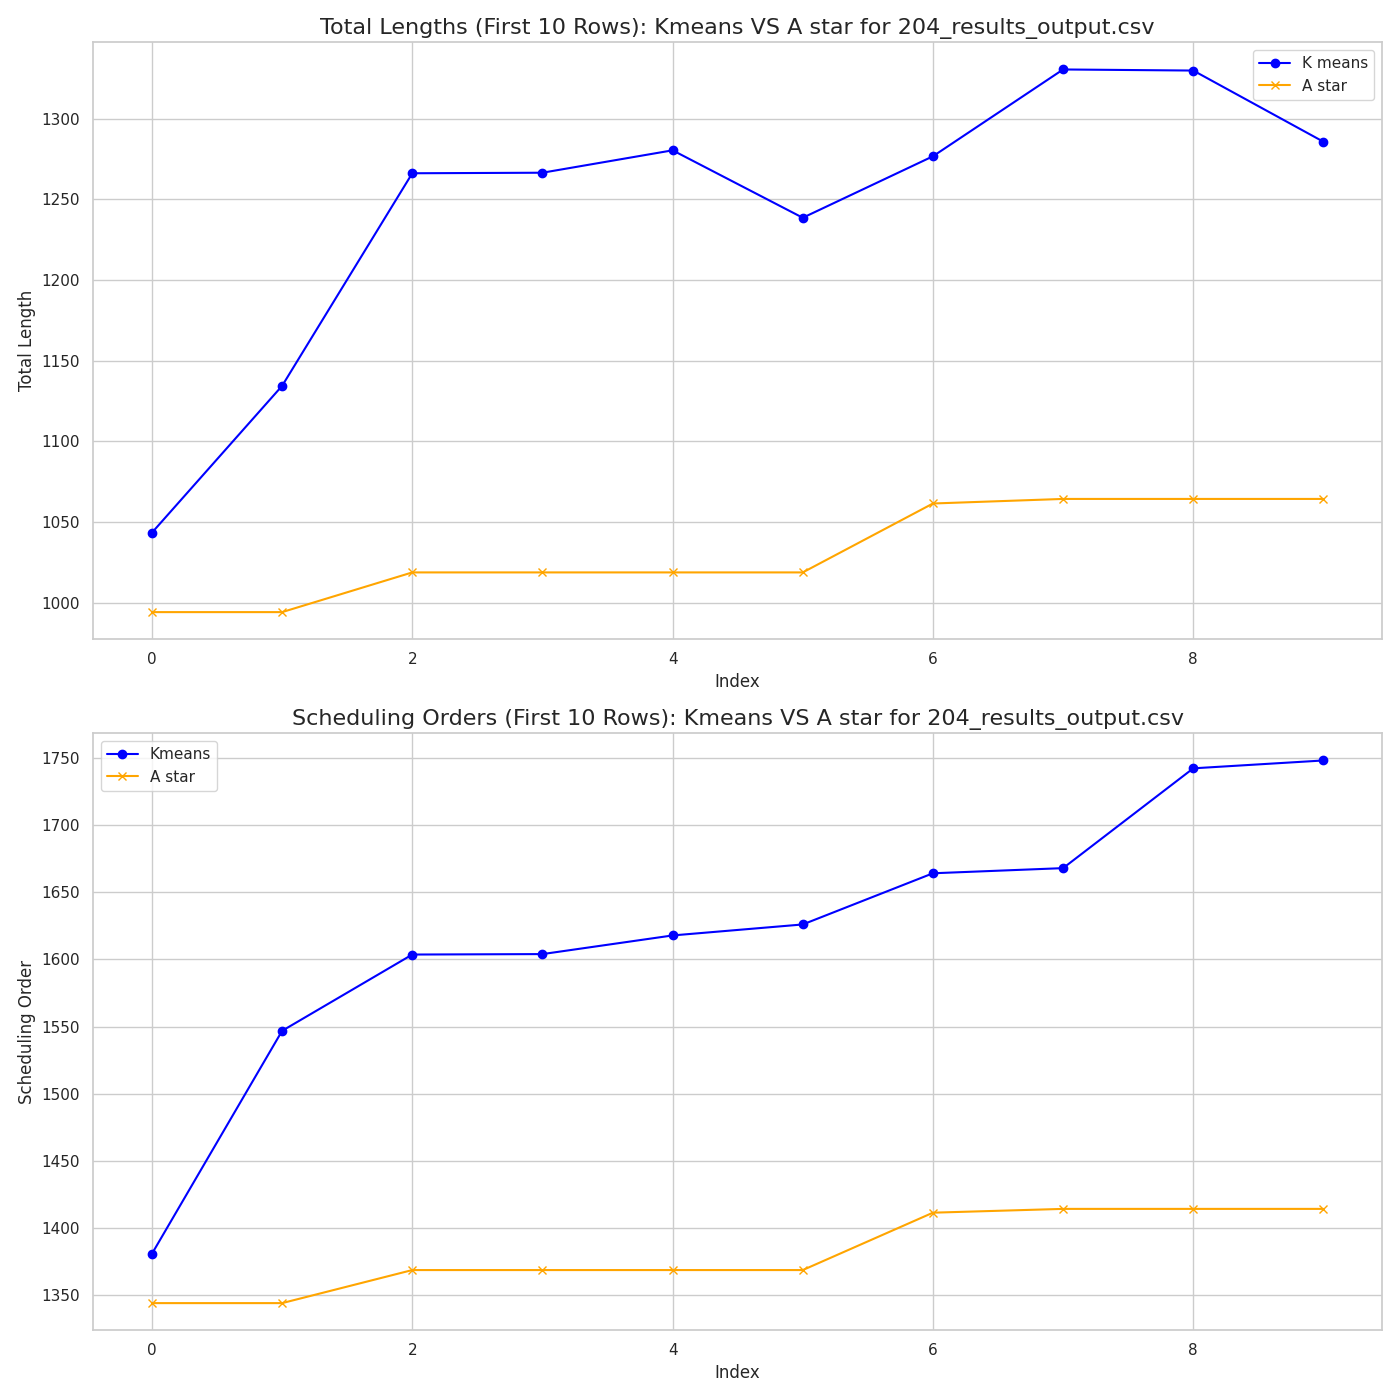 Total Lengths (First 10 Rows): Kmeans VS A star for 204_results_output.csv
K means
A star
1300
1250
1200
1150
1100
1050
1000
Total Length
0 2 4 6 8
Index
Scheduling Orders (First 10 Rows): Kmeans VS A star for 204_results_output.csv
Kmeans
A star
1750
1700
1650
1600
1550
1500
1450
1400
1350
Scheduling Order
0 2 4 6 8
Index